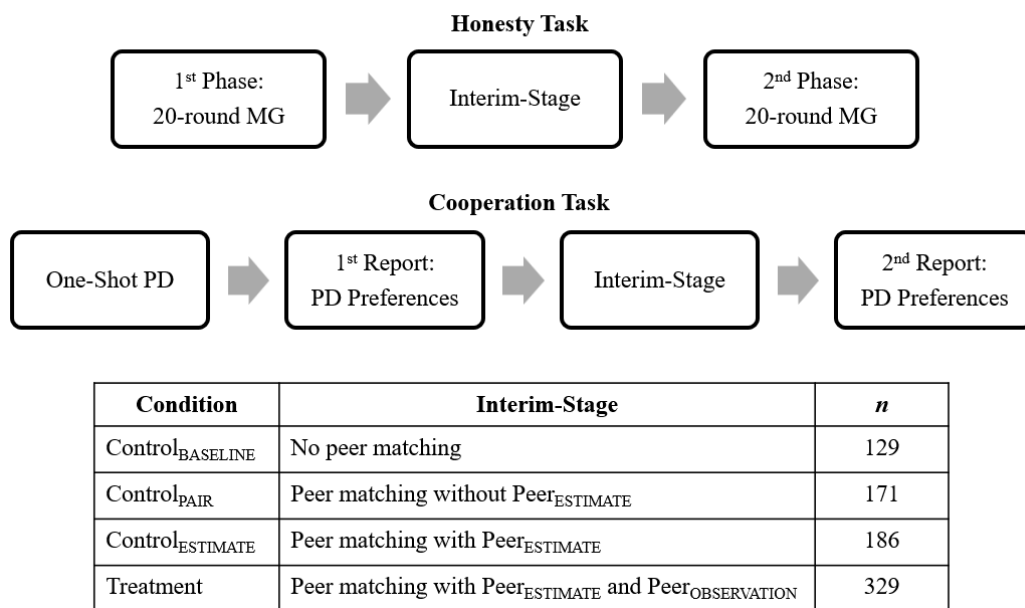 Honesty Task
1st Phase:
20-round MG
Interim-Stage
2nd Phase:
20-round MG
Cooperation Task
One-Shot PD
1st Report:
PD Preferences
Interim-Stage
2nd Report:
PD Preferences
Condition Interim-Stage n
ControlBASELINE No peer matching 129
ControlPAIR Peer matching without PeerESTIMATE 171
ControlESTIMATE Peer matching with PeerESTIMATE 186
Treatment Peer matching with PeerESTIMATE and PeerOBSERVATION 329